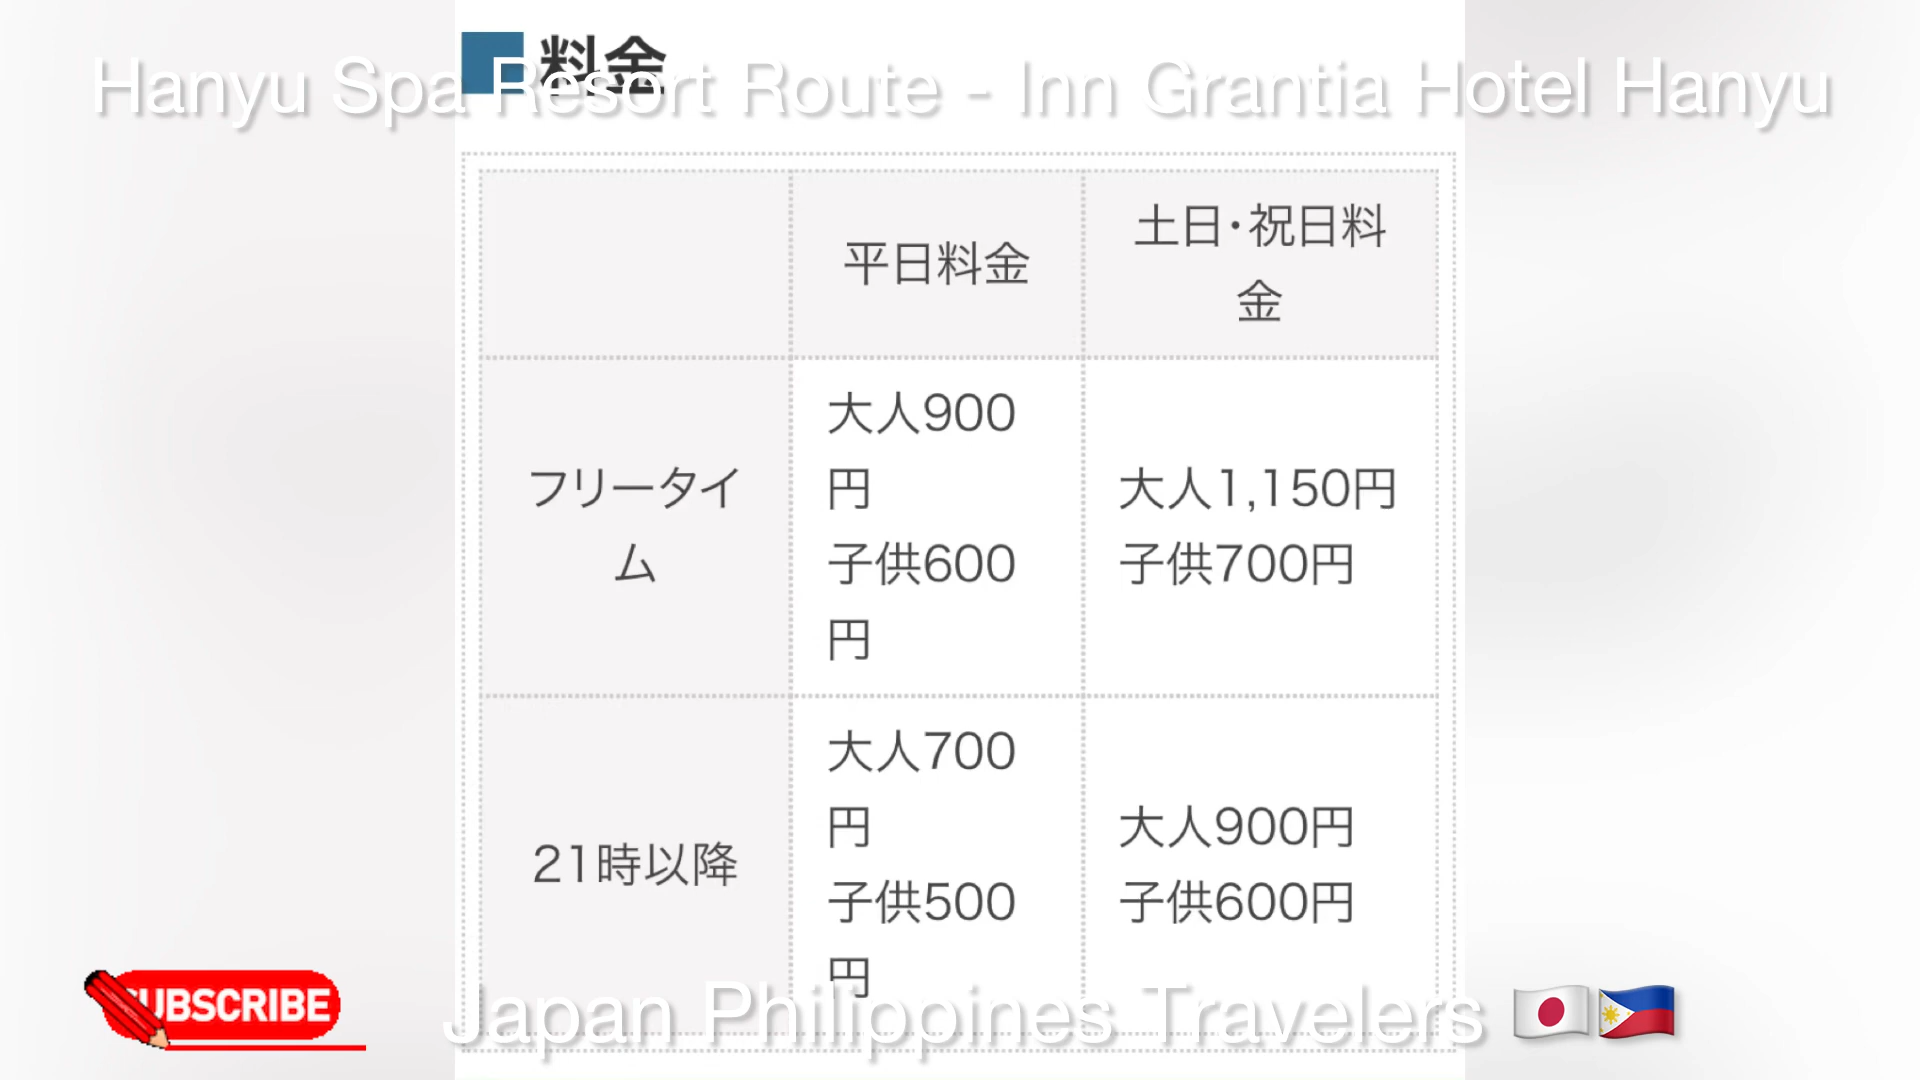 料金
Hanyu Spa Resort Route - Inn Grantia Hotel Hanyu
平日料金
土日・祝日料
金
フリータイ
ム
大人900
円
子供600
円
大人1,150円
子供700円
21時以降
大人700
円
子供500
円
大人900円
子供600円
SUBSCRIBE
Japan Philippines Travelers 🇯🇵🇵🇭